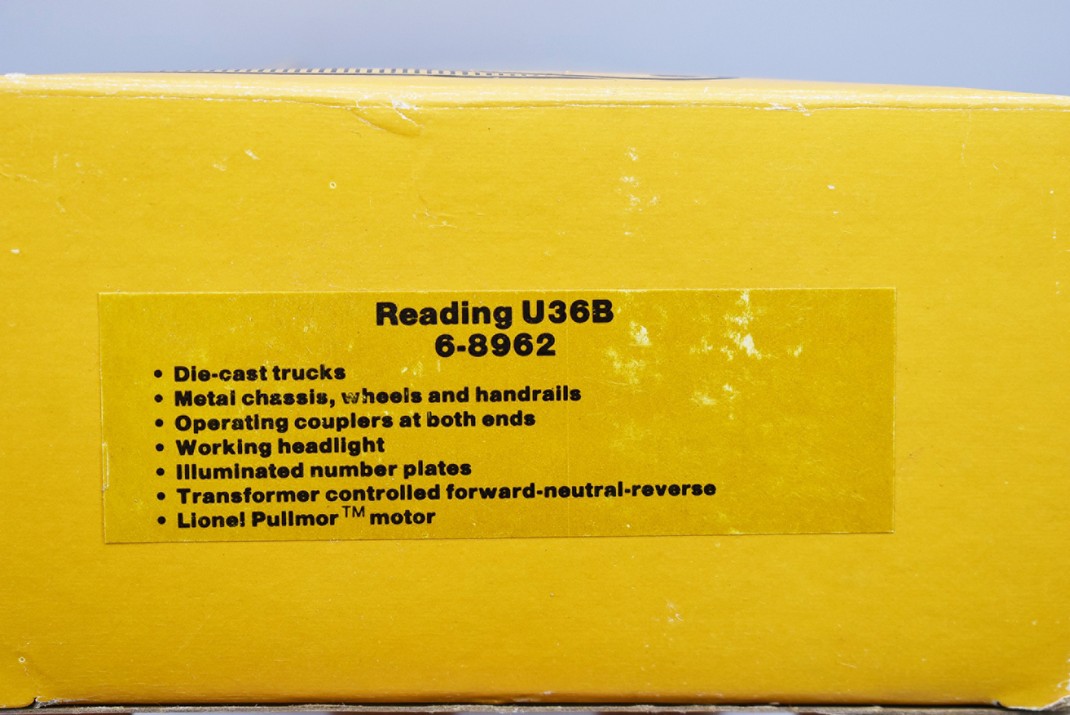 Reading U36B
6-8962
• Die-cast trucks
• Metal chassis, wheels and handrails
• Operating couplers at both ends
• Working headlight
• Illuminated number plates
• Transformer controlled forward-neutral-reverse
• Lionel Pullmor™ motor